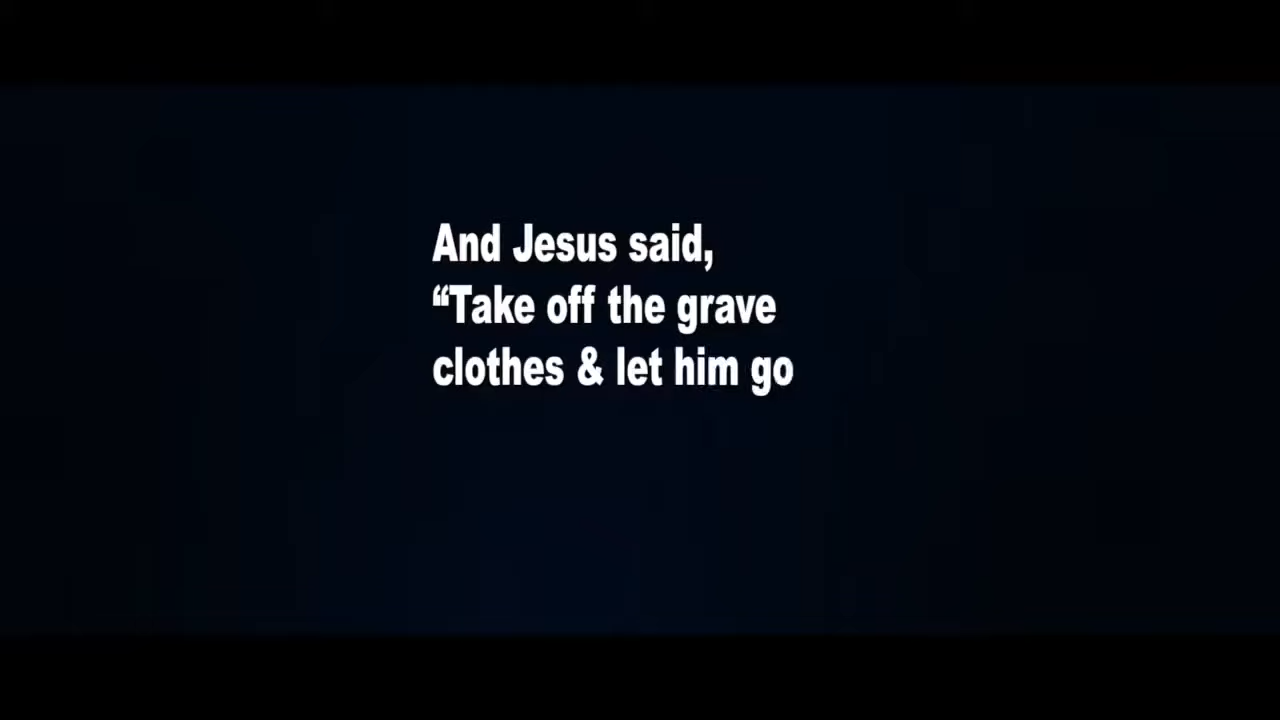 And Jesus said,
“Take off the grave
clothes & let him go